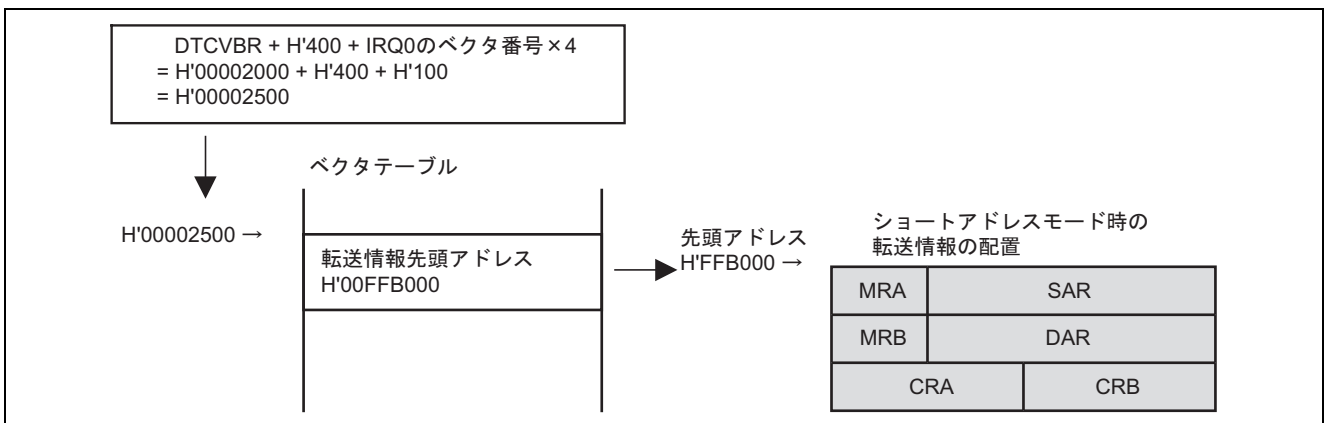 DTCVBR + H'400 + IRQ0のベクタ番号×4
= H'00002000 + H'400 + H'100
= H'00002500
ベクタテーブル
H'00002500 →
転送情報先頭アドレス
H'00FFB000
先頭アドレス
H'FFB000 →
ショートアドレスモード時の
転送情報の配置
MRA SAR
MRB DAR
CRA CRB